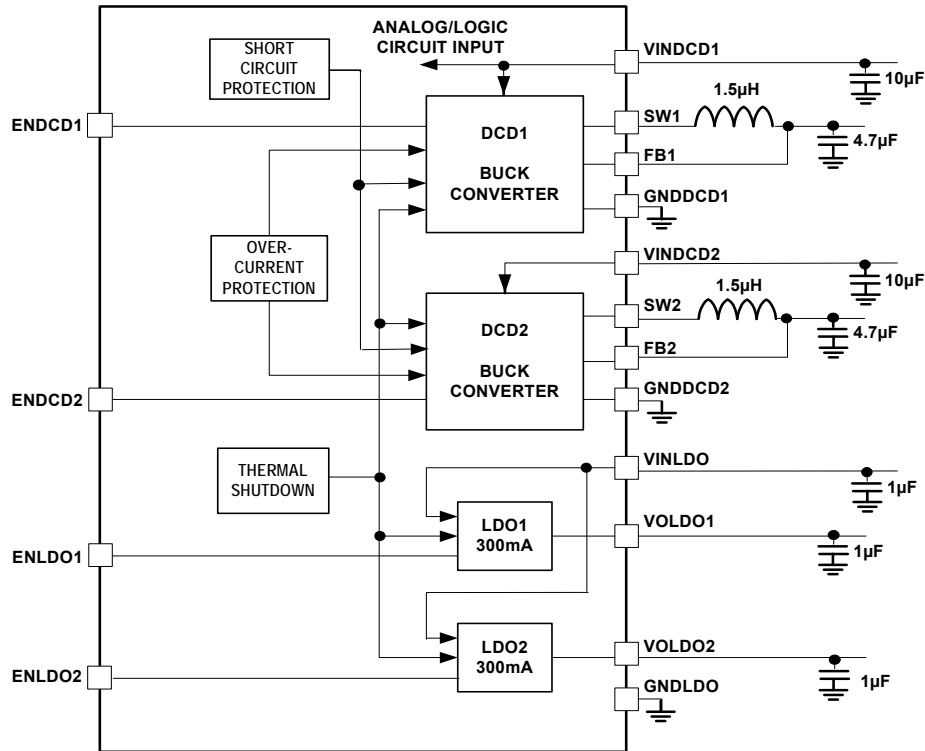 ANALOG/LOGIC
CIRCUIT INPUT
VINDCD1
SHORT
CIRCUIT
PROTECTION
10µF
1.5µH
ENDCD1
SW1
DCD1
4.7µF
BUCK
CONVERTER
FB1
GNDDCD1
OVER-
CURRENT
PROTECTION
VINDCD2
10µF
1.5µH
SW2
DCD2
4.7µF
FB2
BUCK
CONVERTER
ENDCD2
GNDDCD2
THERMAL
SHUTDOWN
VINLDO
1µF
LDO1
300mA
VOLDO1
ENLDO1
1µF
LDO2
300mA
VOLDO2
ENLDO2
1µF
GNDLDO